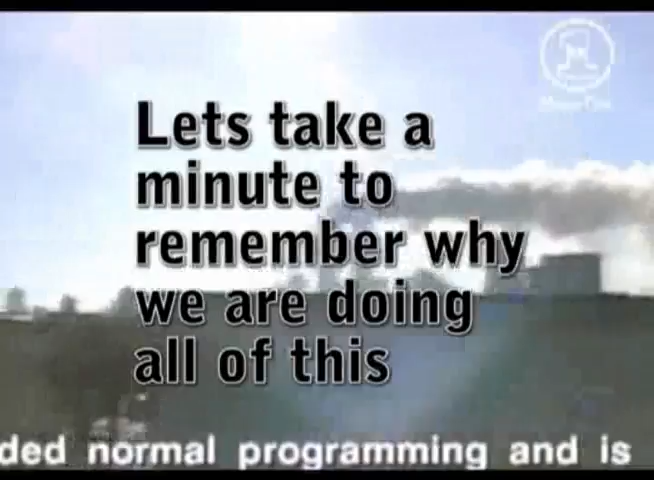 Lets take a
minute to
remember why
we are doing
all of this
ded normal programming and is